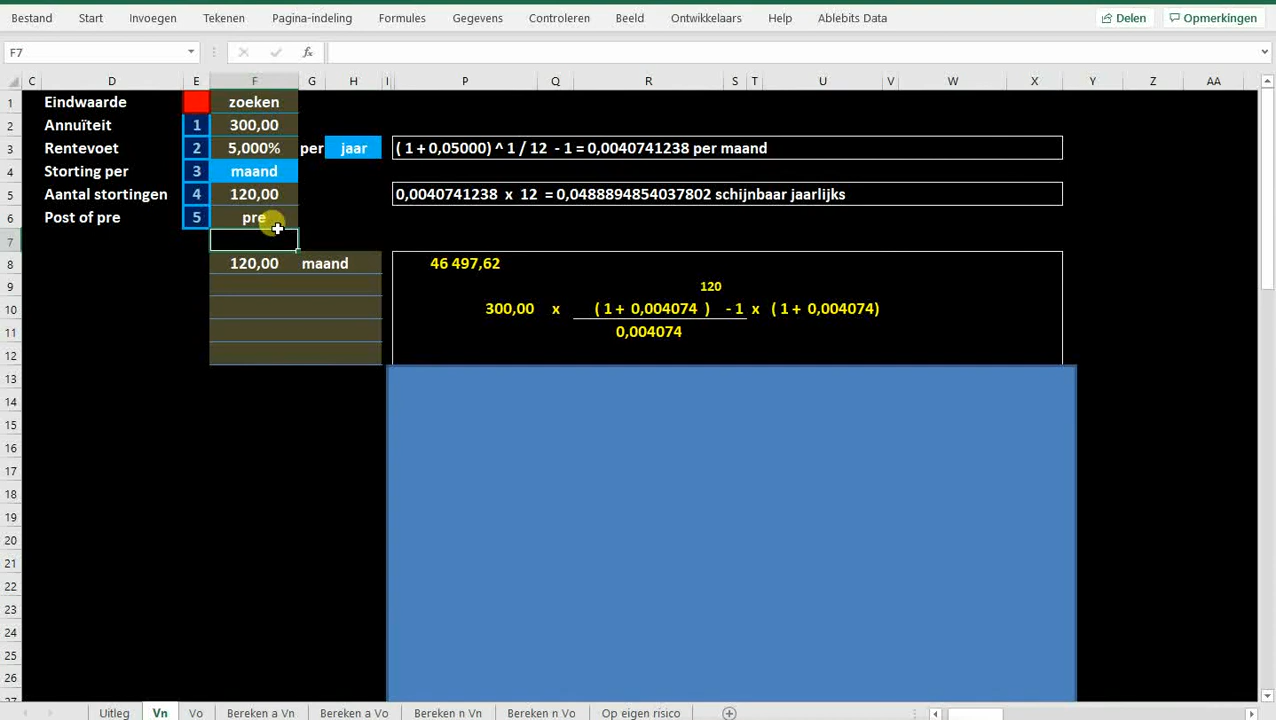 Bestand Start Invoegen Tekenen Pagina-indeling Formules Gegevens Controleren Beeld Ontwikkelaars Help Ablebits Data Delen Opmerkingen
F7 fx
C D E F G H I P Q R S T U V W X Y Z AA
1 Eindwaarde zoeken
2 Annuïteit 1 300,00
3 Rentevoet 2 5,000% per jaar ( 1 + 0,05000) ^ 1 / 12 - 1 = 0,0040741238 per maand
4 Storting per 3 maand
5 Aantal stortingen 4 120,00 0,0040741238 x 12 = 0,0488894854037802 schijnbaar jaarlijks
6 Post of pre 5 pre
7
8 120,00 maand 46 497,62
9 120
10 300,00 x ( 1 + 0,004074 ) - 1 x ( 1 + 0,004074)
11 0,004074
12
13
14
15
16
17
18
19
20
21
22
23
24
25
26
27
Uitleg Vn Vo Bereken a Vn Bereken a Vo Bereken n Vn Bereken n Vo Op eigen risico